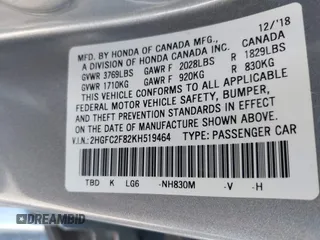 12/'18
MFD. BY HONDA OF CANADA MFG.,
A DIVISION OF HONDA CANADA INC. CANADA
GVWR 3769LBS GAWR F 2028LBS R 1829LBS
GVWR 1710KG GAWR F 920KG R 830KG
THIS VEHICLE CONFORMS TO ALL APPLICABLE
FEDERAL MOTOR VEHICLE SAFETY, BUMPER,
AND THEFT PREVENTION STANDARDS IN EFFECT
ON THE DATE OF MANUFACTURE SHOWN ABOVE.
V.I.N.: 2HGFC2F82KH519464 TYPE: PASSENGER CAR
TBD K LG6 -NH830M -V -H
© DREAMBID